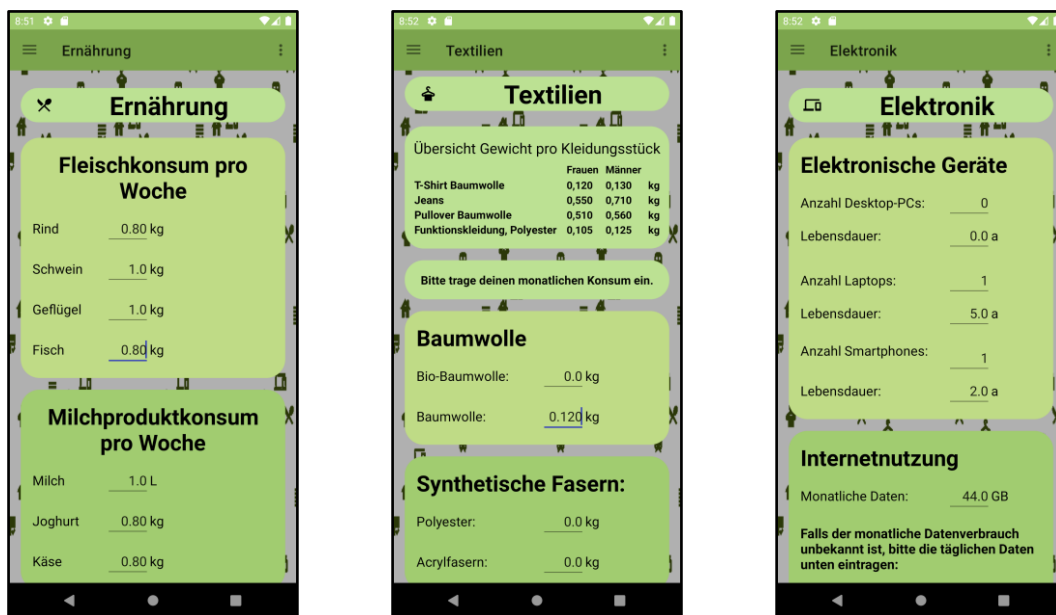 8:51
Ernährung
Ernährung
Fleischkonsum pro
Woche
Rind 0.80 kg
Schwein 1.0 kg
Geflügel 1.0 kg
Fisch 0.80 kg
Milchproduktkonsum
pro Woche
Milch 1.0 L
Joghurt 0.80 kg
Käse 0.80 kg
8:52
Textilien
Textilien
Übersicht Gewicht pro Kleidungsstück
Frauen Männer
T-Shirt Baumwolle 0,120 0,130 kg
Jeans 0,550 0,710 kg
Pullover Baumwolle 0,510 0,560 kg
Funktionskleidung, Polyester 0,105 0,125 kg
Bitte trage deinen monatlichen Konsum ein.
Baumwolle
Bio-Baumwolle: 0.0 kg
Baumwolle: 0.120 kg
Synthetische Fasern:
Polyester: 0.0 kg
Acrylfasern: 0.0 kg
8:52
Elektronik
Elektronik
Elektronische Geräte
Anzahl Desktop-PCs: 0
Lebensdauer: 0.0 a
Anzahl Laptops: 1
Lebensdauer: 5.0 a
Anzahl Smartphones: 1
Lebensdauer: 2.0 a
Internetnutzung
Monatliche Daten: 44.0 GB
Falls der monatliche Datenverbrauch
unbekannt ist, bitte die täglichen Daten
unten eintragen: